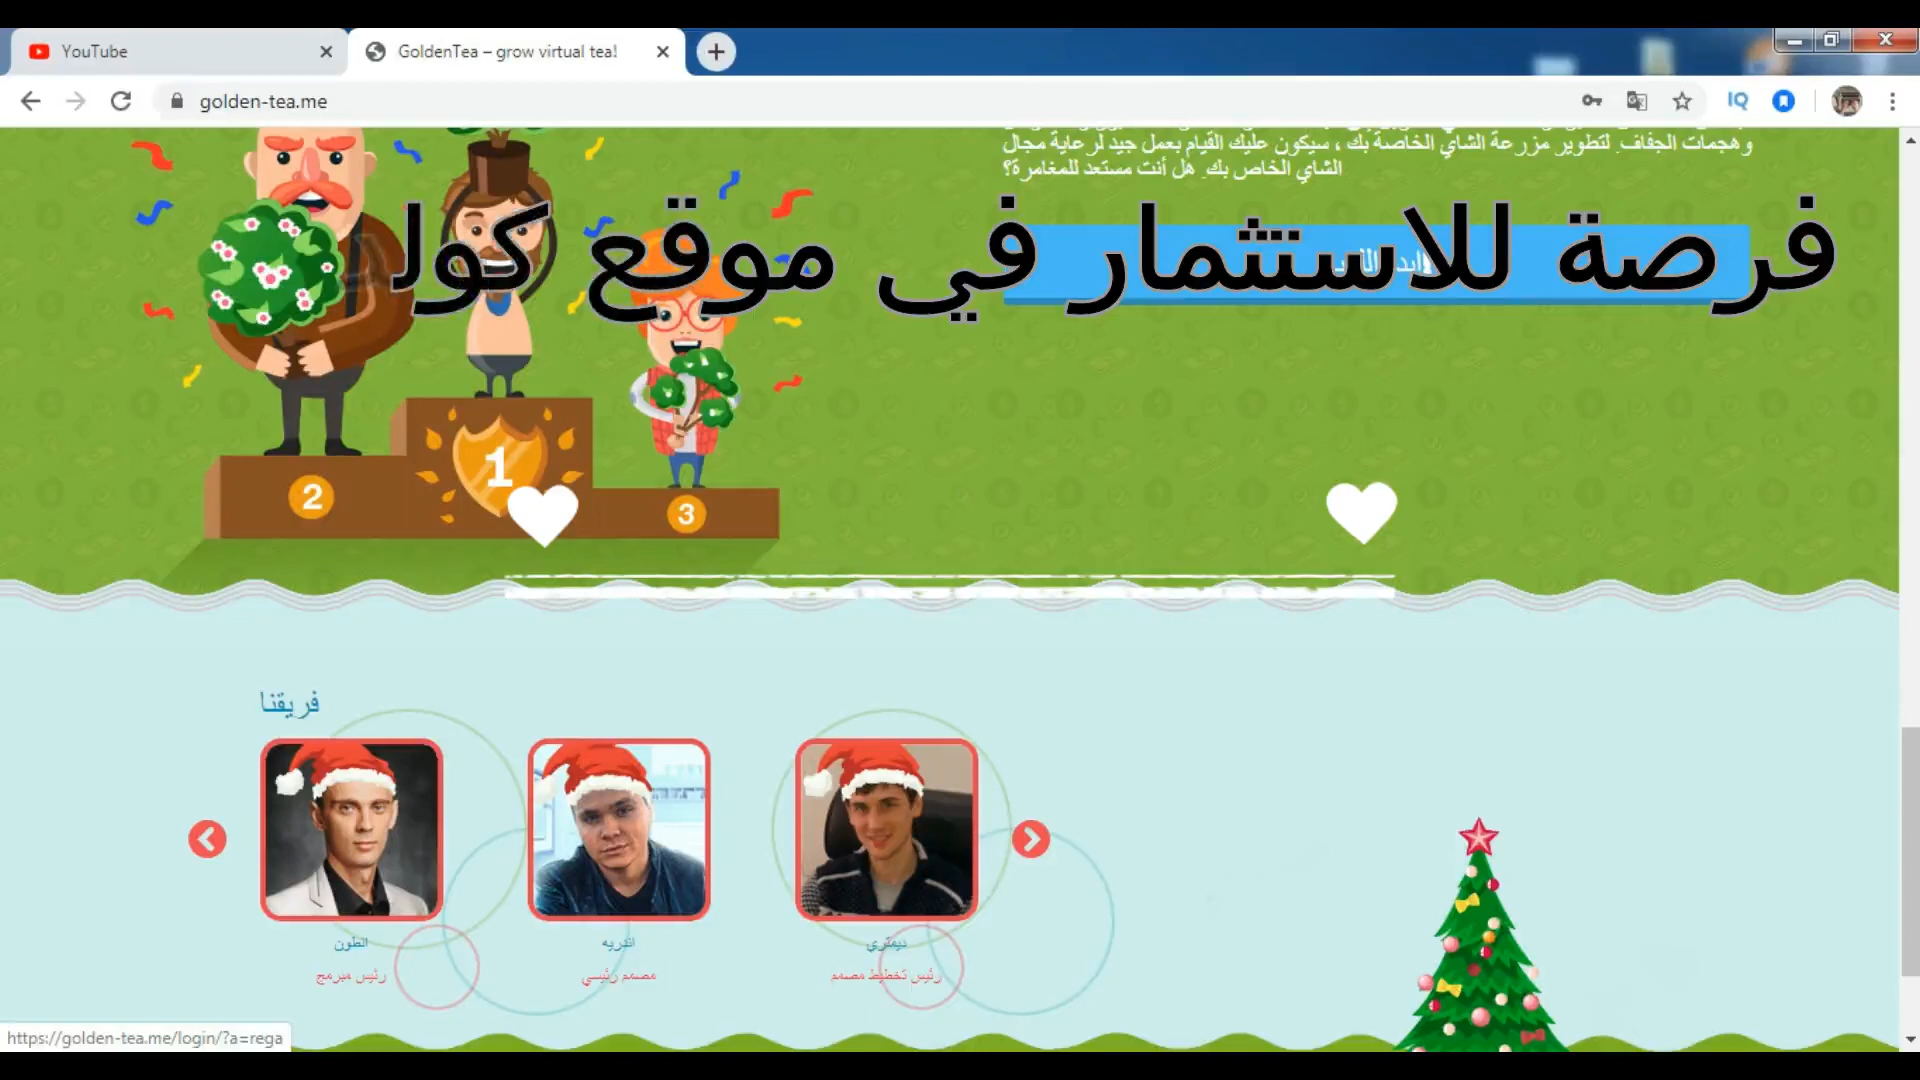 YouTube
GoldenTea – grow virtual tea!
golden-tea.me
IQ
وهجمات الجفاف. لتطوير مزرعة الشاي الخاصة بك ، سيكون عليك القيام بعمل جيد لرعاية مجال
الشاي الخاص بك. هل أنت مستعد للمغامرة؟
فرصة للاستثمار في موقع كول
2
1
3
فريقنا
انطون
اندريه
ديمتري
رئيس مبرمج
مصمم رئيسي
رئيس تخطيط مصمم
https://golden-tea.me/login/?a=rega